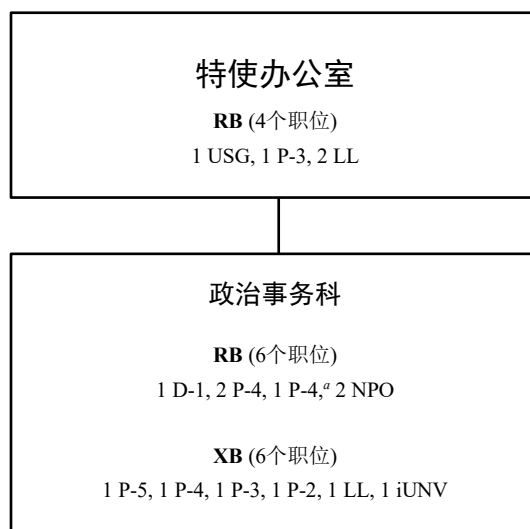 特使办公室
RB (4个职位)
1 USG, 1 P-3, 2 LL
政治事务科
RB (6个职位)
1 D-1, 2 P-4, 1 P-4,ᵃ 2 NPO
XB (6个职位)
1 P-5, 1 P-4, 1 P-3, 1 P-2, 1 LL, 1 iUNV